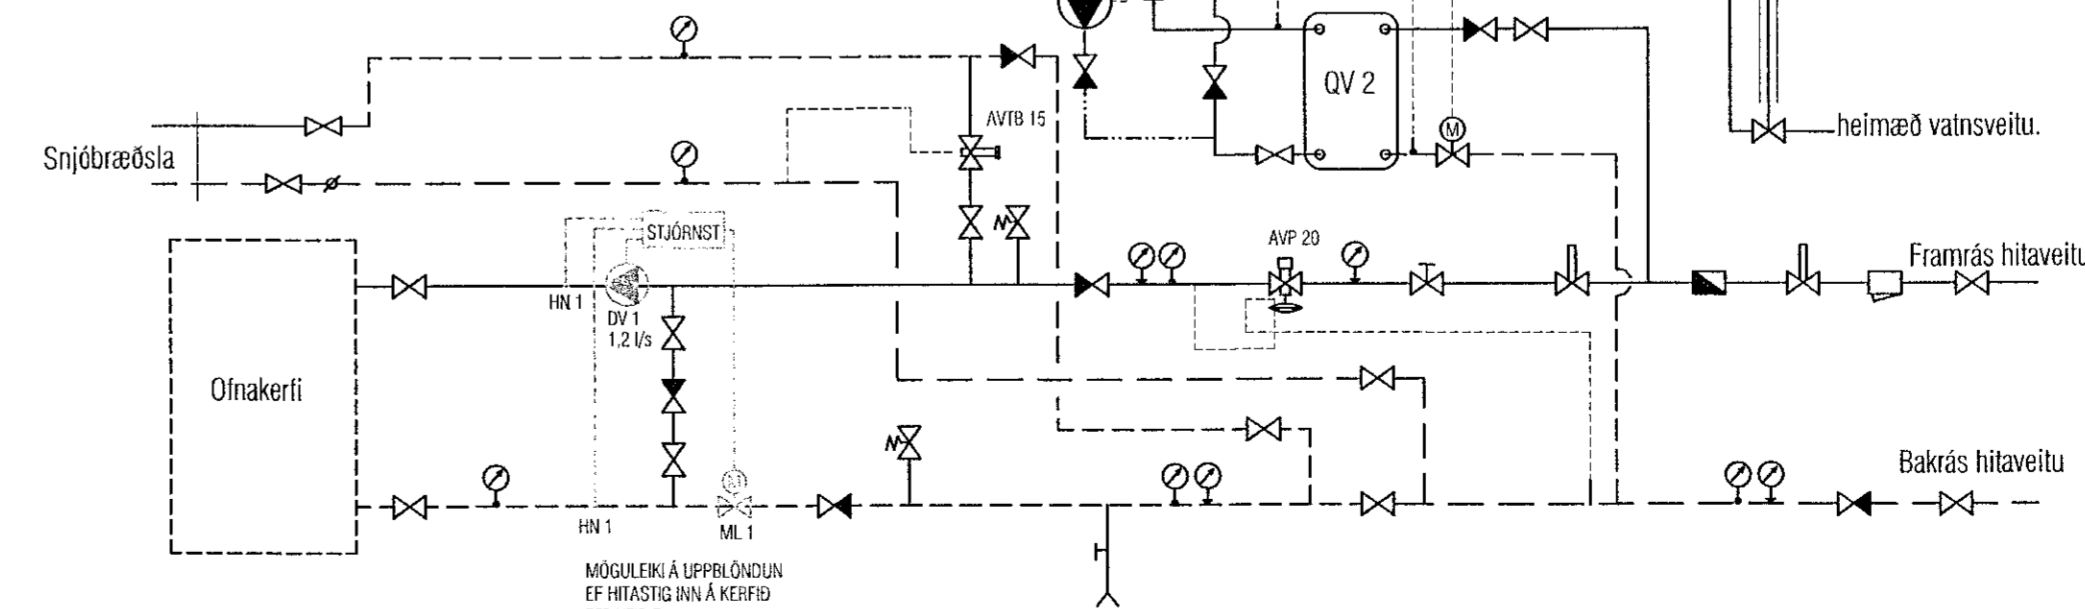 QV 2
AVTB 15
M
heimæð vatnsveitu.
Snjóbræðsla
STJÓRNST
AVP 20
Framrás hitaveitu
HN 1
DV 1
1,2 l/s
Ofnakerfi
M
Bakrás hitaveitu
HN 1
ML 1
MÖGULEIKI Á UPPBLÖNDUN
EF HITASTIG INN Á KERFIÐ